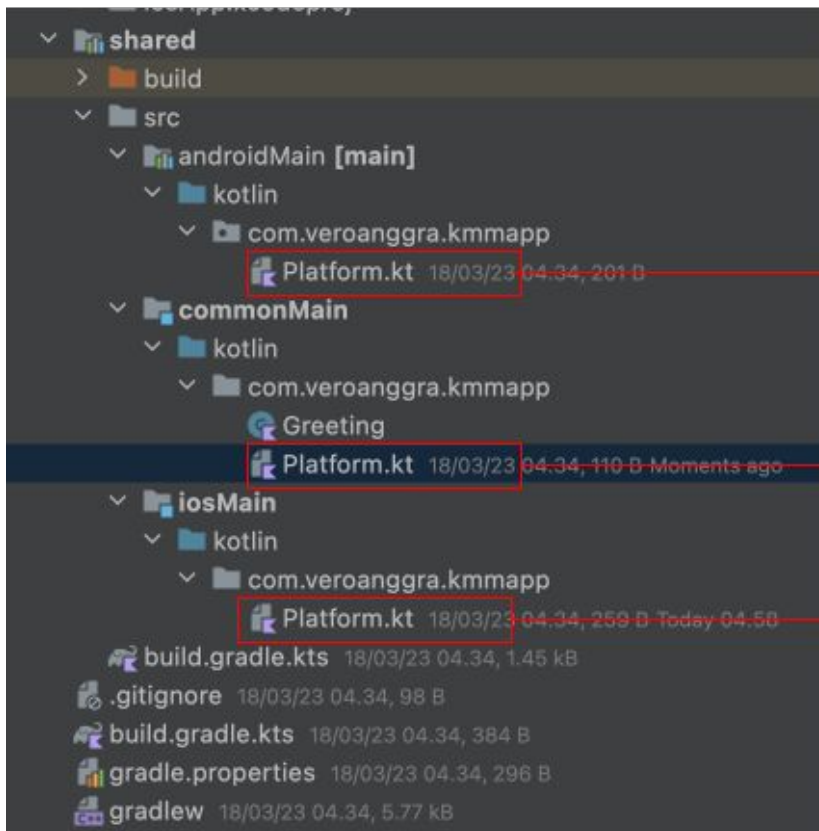 shared
build
src
androidMain [main]
kotlin
com.veroanggra.kmmapp
Platform.kt 18/03/23 04.34, 201 B
commonMain
kotlin
com.veroanggra.kmmapp
Greeting
Platform.kt 18/03/23 04.34, 110 B Moments ago
iosMain
kotlin
com.veroanggra.kmmapp
Platform.kt 18/03/23 04.34, 259 B Today 04.58
build.gradle.kts 18/03/23 04.34, 1.45 kB
.gitignore 18/03/23 04.34, 98 B
build.gradle.kts 18/03/23 04.34, 384 B
gradle.properties 18/03/23 04.34, 296 B
gradlew 18/03/23 04.34, 5.77 kB